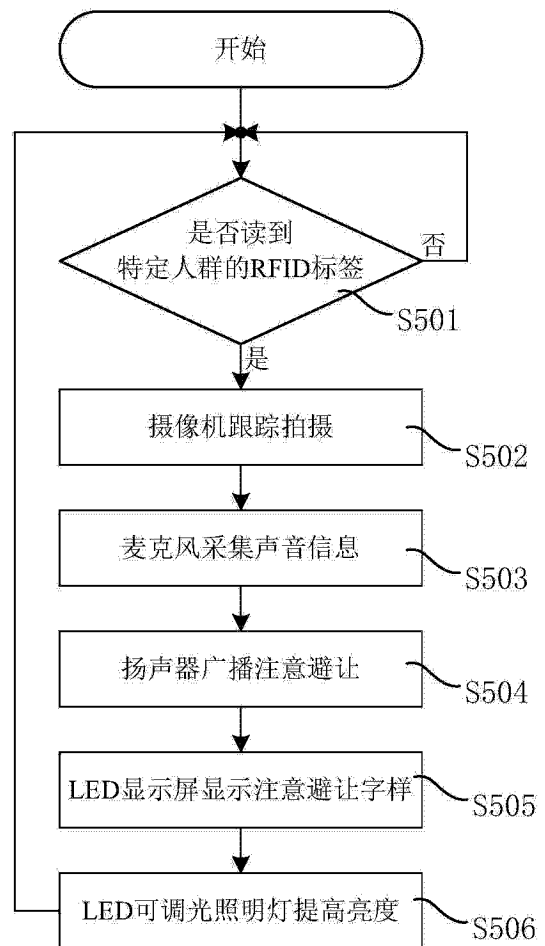 开始
是否读到
特定人群的RFID标签
否
S501
是
摄像机跟踪拍摄
S502
麦克风采集声音信息
S503
扬声器广播注意避让
S504
LED显示屏显示注意避让字样
S505
LED可调光照明灯提高亮度
S506